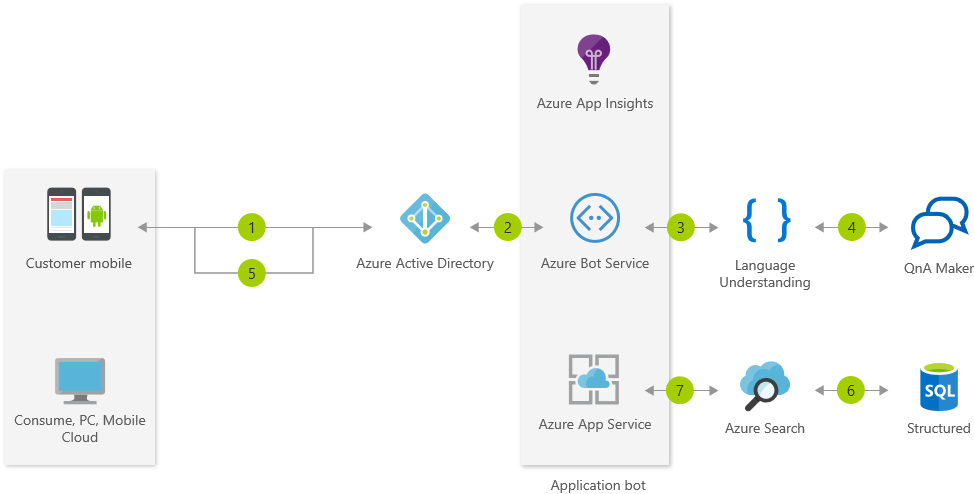 Azure App Insights
1
2
3
4
5
Customer mobile
Azure Active Directory
Azure Bot Service
Language
Understanding
QnA Maker
7
6
SQL
Consume, PC, Mobile
Cloud
Azure App Service
Azure Search
Structured
Application bot